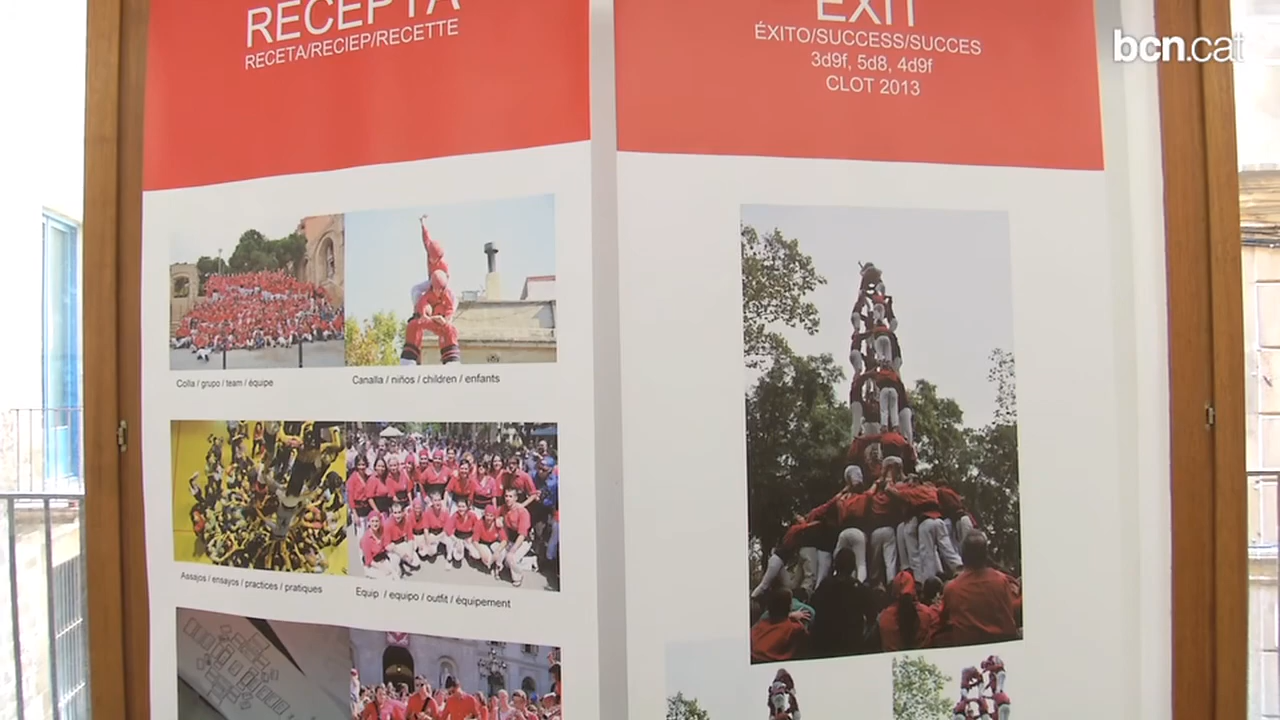 RECEPTA
RECETA/RECIEP/RECETTE
Colla / grupo / team / équipe
Canalla / niños / children / enfants
Assajos / ensayos / practices / pratiques
Equip / equipo / outfit / équipement
ÈXIT
ÉXITO/SUCCESS/SUCCES
3d9f, 5d8, 4d9f
CLOT 2013
bcn.cat